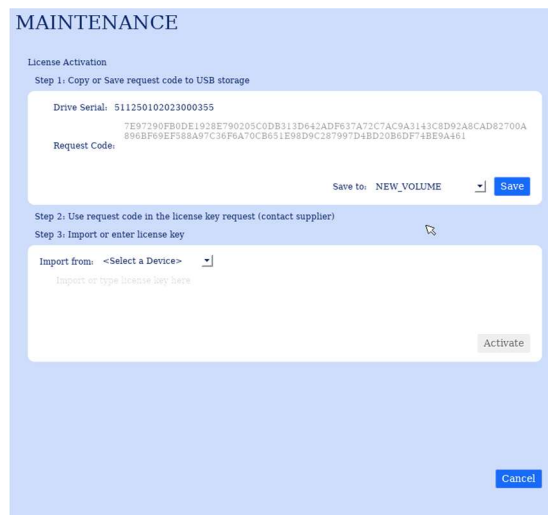 MAINTENANCE
License Activation
Step 1: Copy or Save request code to USB storage
Drive Serial: 511250102023000355
7E97290FB0DE1928E790205C0DB313D642ADF637A72C7AC9A3143C8D92A8CAD82700A
Request Code:
896BF69EF588A97C36F6A70CB651E98D9C287997D4BD20B6DF74BE9A461
Save to: NEW_VOLUME Save
Step 2: Use request code in the license key request (contact supplier)
Step 3: Import or enter license key
Import from: <Select a Device>
Import or type license key here
Activate
Cancel